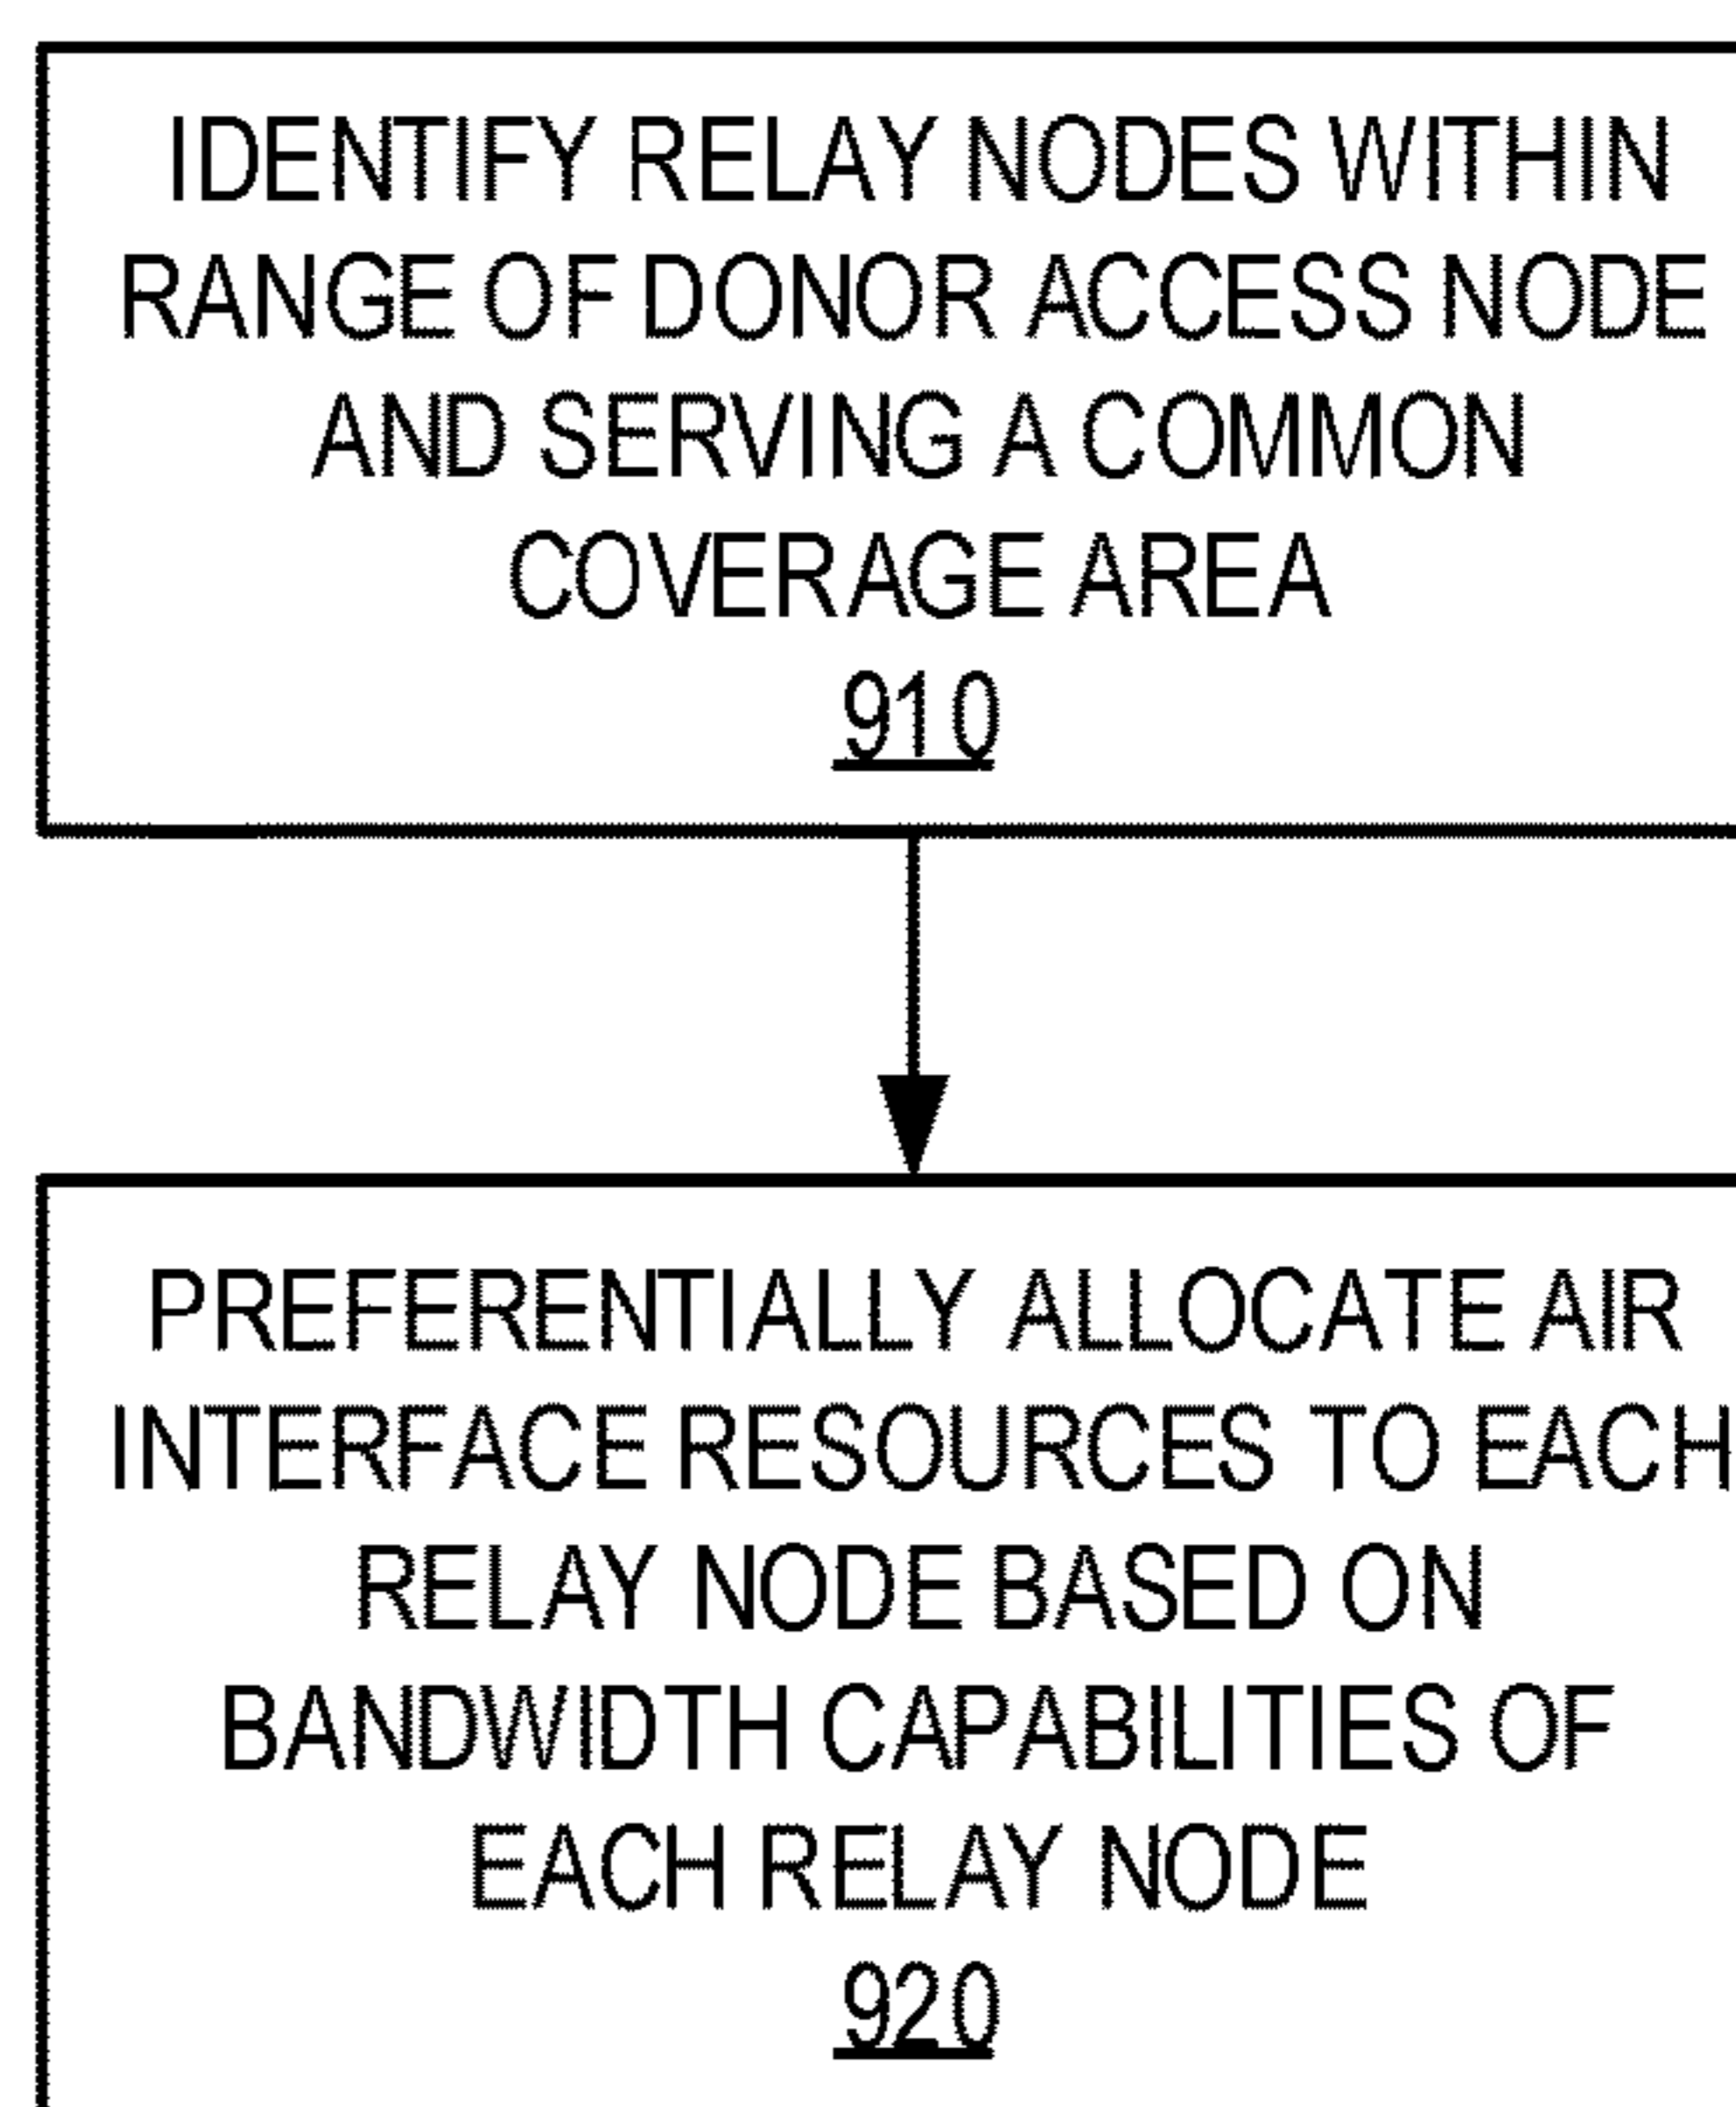 IDENTIFY RELAY NODES WITHIN
RANGE OF DONOR ACCESS NODE
AND SERVING A COMMON
COVERAGE AREA
910
PREFERENTIALLY ALLOCATE AIR
INTERFACE RESOURCES TO EACH
RELAY NODE BASED ON
BANDWIDTH CAPABILITIES OF
EACH RELAY NODE
920